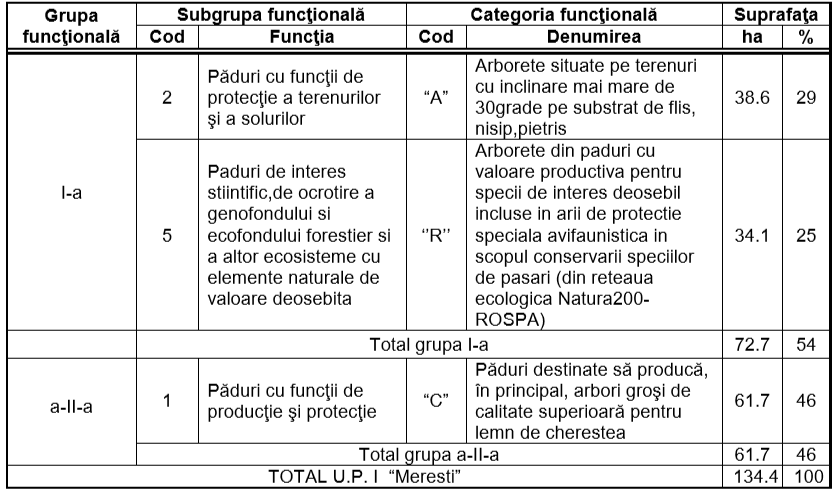 Grupa funcţională Subgrupa funcţională Categoria funcţională Suprafaţa
Cod Funcţia Cod Denumirea ha %
I-a
2
Păduri cu funcţii de
protecţie a terenurilor
şi a solurilor
“A”
Arborete situate pe terenuri
cu inclinare mai mare de
30grade pe substrat de flis,
nisip,pietris
38.6 29
5
Paduri de interes
stiintific,de ocrotire a
genofondului si
ecofondului forestier si
a altor ecosisteme cu
elemente naturale de
valoare deosebita
‘’R’’
Arborete din paduri cu
valoare productiva pentru
specii de interes deosebil
incluse in arii de protectie
speciala avifaunistica in
scopul conservarii speciilor
de pasari (din reteaua
ecologica Natura200-
ROSPA)
34.1 25
Total grupa I-a 72.7 54
a-II-a
1
Păduri cu funcţii de
producţie şi protecţie
“C”
Păduri destinate să producă,
în principal, arbori groşi de
calitate superioară pentru
lemn de cherestea
61.7 46
Total grupa a-II-a 61.7 46
TOTAL U.P. I “Meresti” 134.4 100